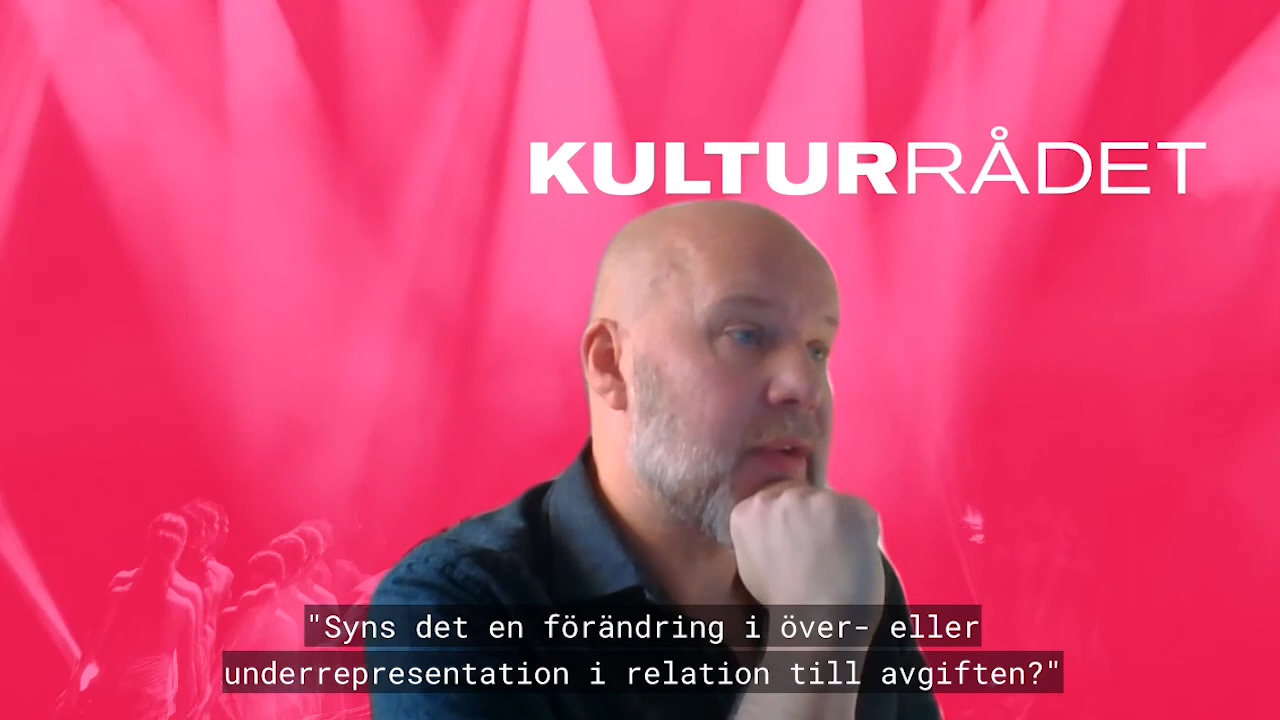 KULTURRÅDET
"Syns det en förändring i över- eller
underrepresentation i relation till avgiften?"